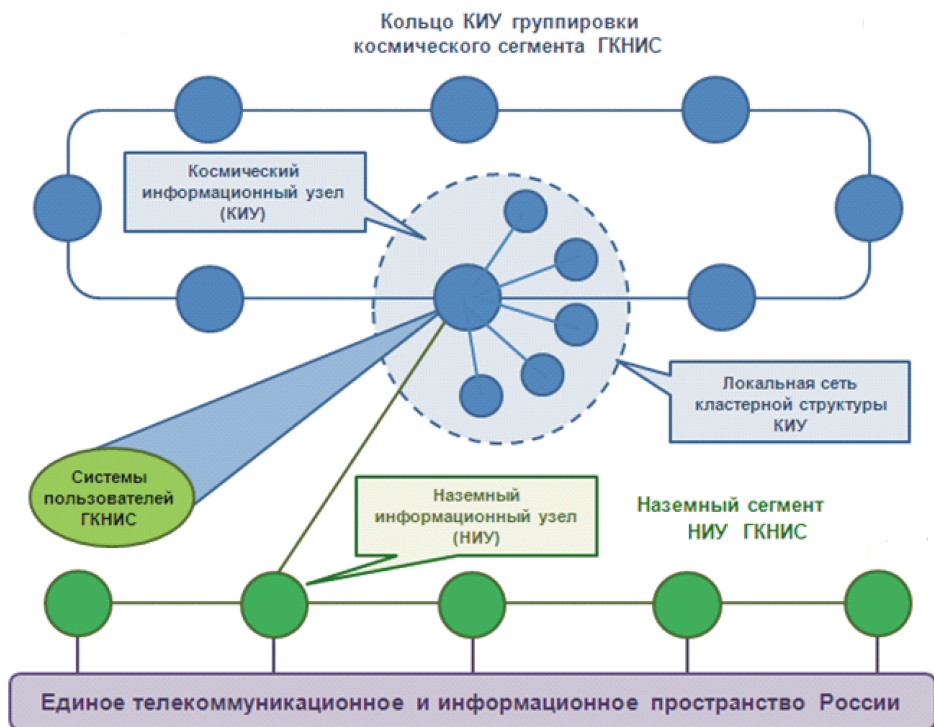 Кольцо КИУ группировки
космического сегмента ГКНИС
Космический
информационный узел
(КИУ)
Локальная сеть
кластерной структуры
КИУ
Системы
пользователей
ГКНИС
Наземный
информационный узел
(НИУ)
Наземный сегмент
НИУ ГКНИС
Единое телекоммуникационное и информационное пространство России